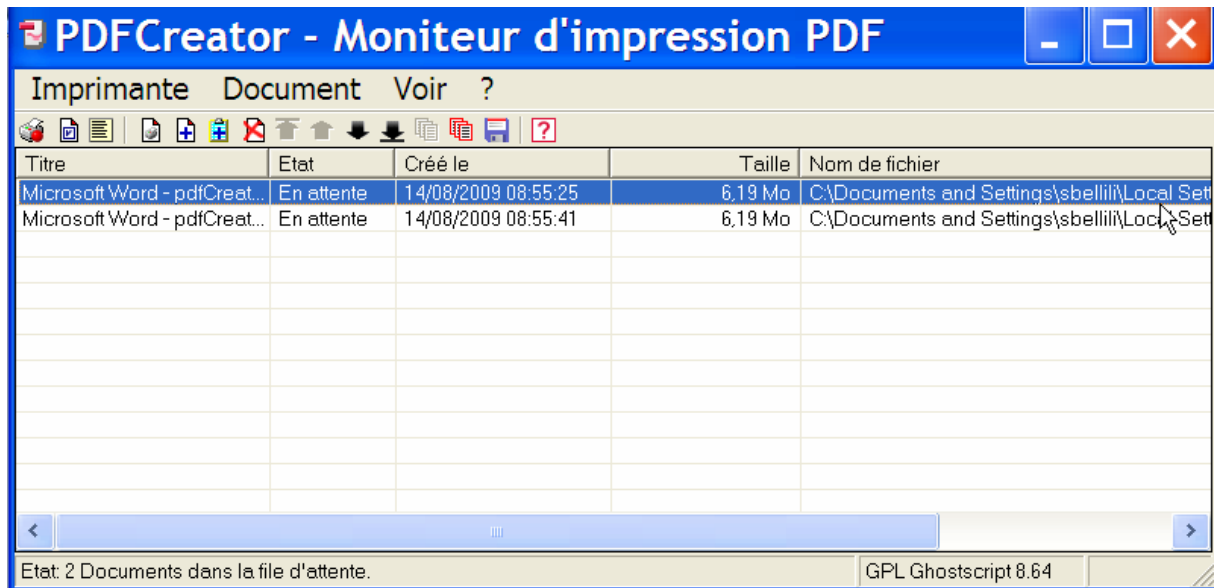 PDFCreator - Moniteur d'impression PDF
Imprimante Document Voir ?
Titre Etat Créé le Taille Nom de fichier
Microsoft Word - pdfCreat... En attente 14/08/2009 08:55:25 6,19 Mo C:\Documents and Settings\sbellili\Local Sett
Microsoft Word - pdfCreat... En attente 14/08/2009 08:55:41 6,19 Mo C:\Documents and Settings\sbellili\Local Sett
Etat: 2 Documents dans la file d'attente. GPL Ghostscript 8.64